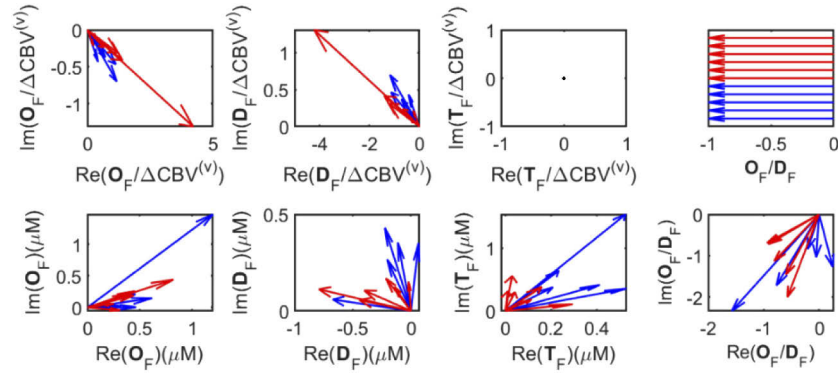 Im(O_F/ΔCBV^(v))
0
-0.5
-1
0
5
Re(O_F/ΔCBV^(v))
Im(D_F/ΔCBV^(v))
1
0.5
0
-4
-2
0
Re(D_F/ΔCBV^(v))
Im(T_F/ΔCBV^(v))
1
0
-1
-1
0
1
Re(T_F/ΔCBV^(v))
-1
-0.5
0
O_F/D_F
Im(O_F)(μM)
1
0.5
0
0
0.5
1
Re(O_F)(μM)
Im(D_F)(μM)
0.5
0
-1
-0.5
0
Re(D_F)(μM)
Im(T_F)(μM)
1
0
0
0.2
0.4
Re(T_F)(μM)
Im(O_F/D_F)
0
-1
-2
-2
-1
0
Re(O_F/D_F)